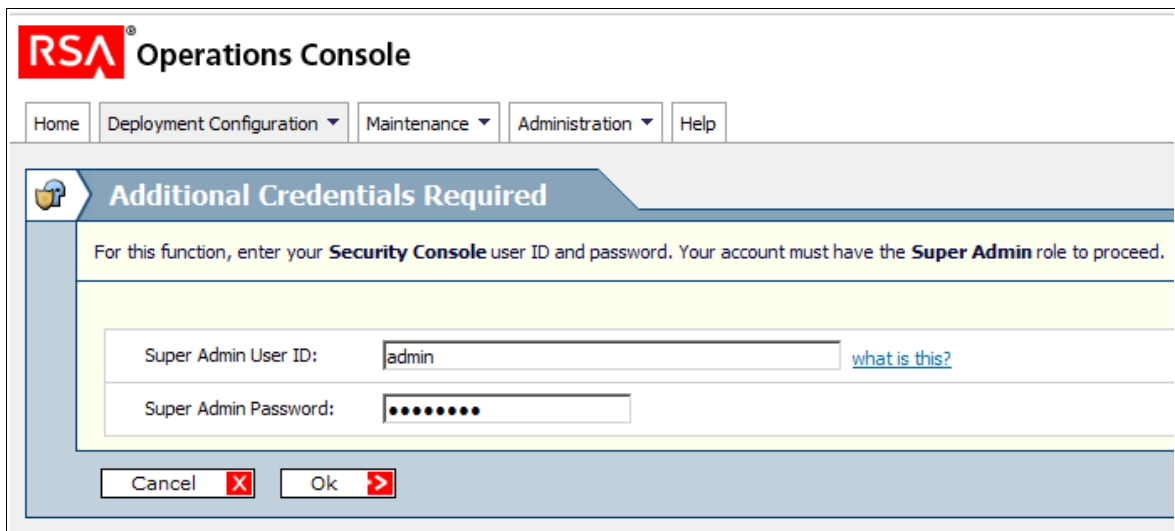 RSA® Operations Console
Home Deployment Configuration Maintenance Administration Help
Additional Credentials Required
For this function, enter your Security Console user ID and password. Your account must have the Super Admin role to proceed.
Super Admin User ID: admin what is this?
Super Admin Password: ••••••••
Cancel X Ok